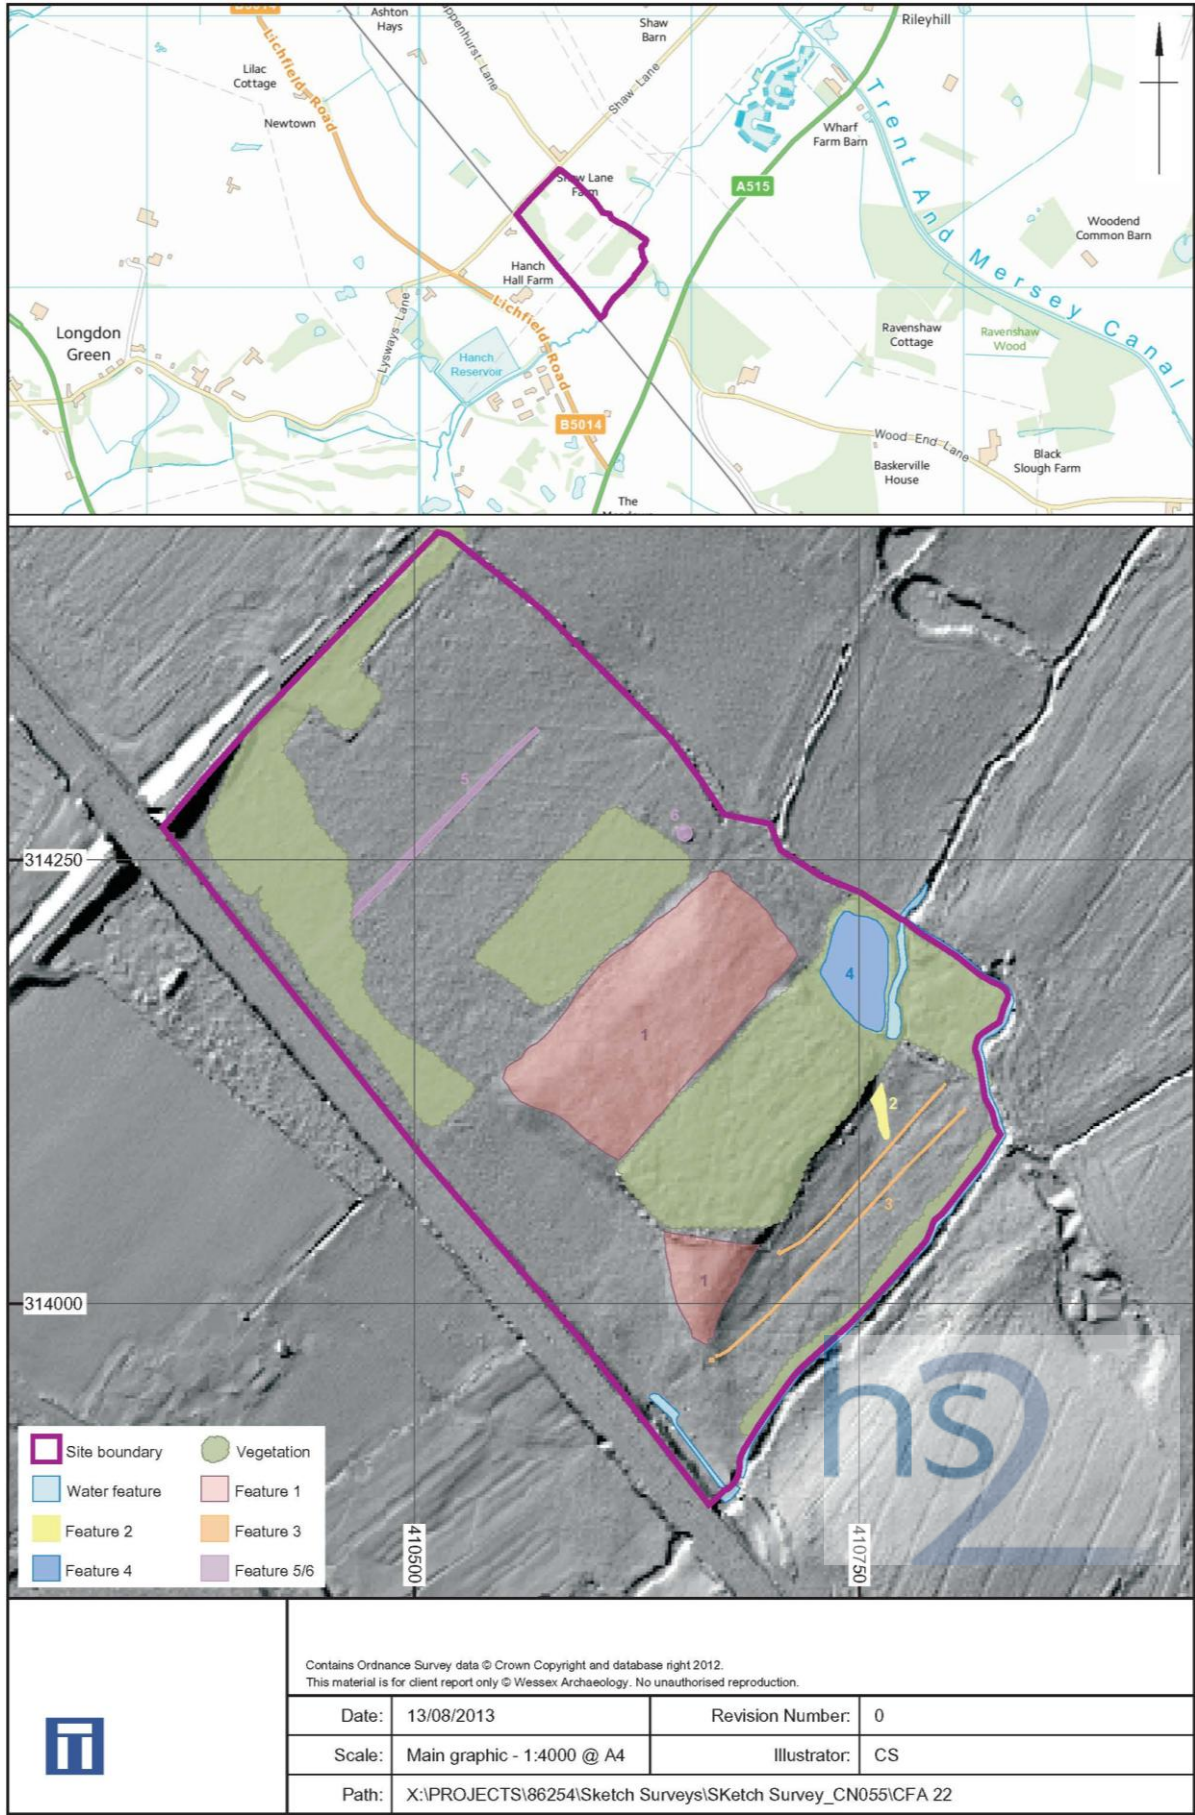 Ashton
Hays
Shaw
Barn
Rileyhill
Lilac
Cottage
Lichfield Road
Shaw Lane
Newtown
Wharf
Farm Barn
Trent And Mersey Canal
Shaw Lane
Farm
A515
Woodend
Common Barn
Hanch
Hall Farm
Lichfield Road
Longdon
Green
Lysways Lane
Hanch
Reservoir
Ravenshaw
Cottage
Ravenshaw
Wood
B5014
Wood End Lane
Baskerville
House
Black
Slough Farm
The
5
6
314250
4
1
2
3
1
314000
hs2
Site boundary
Vegetation
Water feature
Feature 1
Feature 2
Feature 3
Feature 4
Feature 5/6
410500
410750
Contains Ordnance Survey data © Crown Copyright and database right 2012.
This material is for client report only © Wessex Archaeology. No unauthorised reproduction.
Date: 13/08/2013 Revision Number: 0
Scale: Main graphic - 1:4000 @ A4 Illustrator: CS
Path: X:\PROJECTS\86254\Sketch Surveys\SKetch Survey_CN055\CFA 22